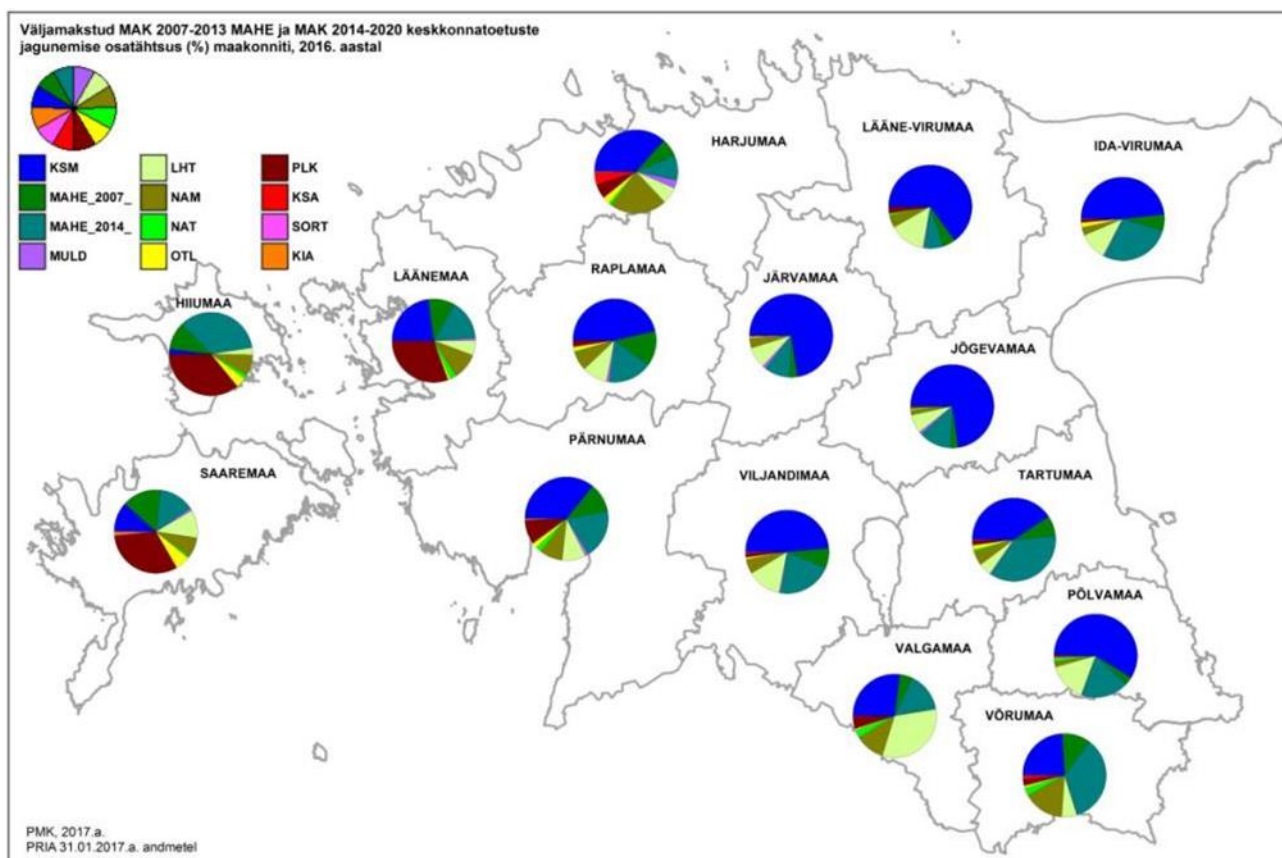 Väljamakstud MAK 2007-2013 MAHE ja MAK 2014-2020 keskkonnatoetuste
jagunemise osatähtsus (%) maakonniti, 2016. aastal
KSM
LHT
PLK
MAHE_2007_
NAM
KSA
MAHE_2014_
NAT
SORT
MULD
OTL
KIA
HARJUMAA
LÄÄNE-VIRUMAA
IDA-VIRUMAA
HIIUMAA
LÄÄNEMAA
RAPLAMAA
JÄRVAMAA
JÕGEVAMAA
SAAREMAA
PÄRNUMAA
VILJANDIMAA
TARTUMAA
PÕLVAMAA
VALGAMAA
VÕRUMAA
PMK, 2017.a.
PRIA 31.01.2017.a. andmetel